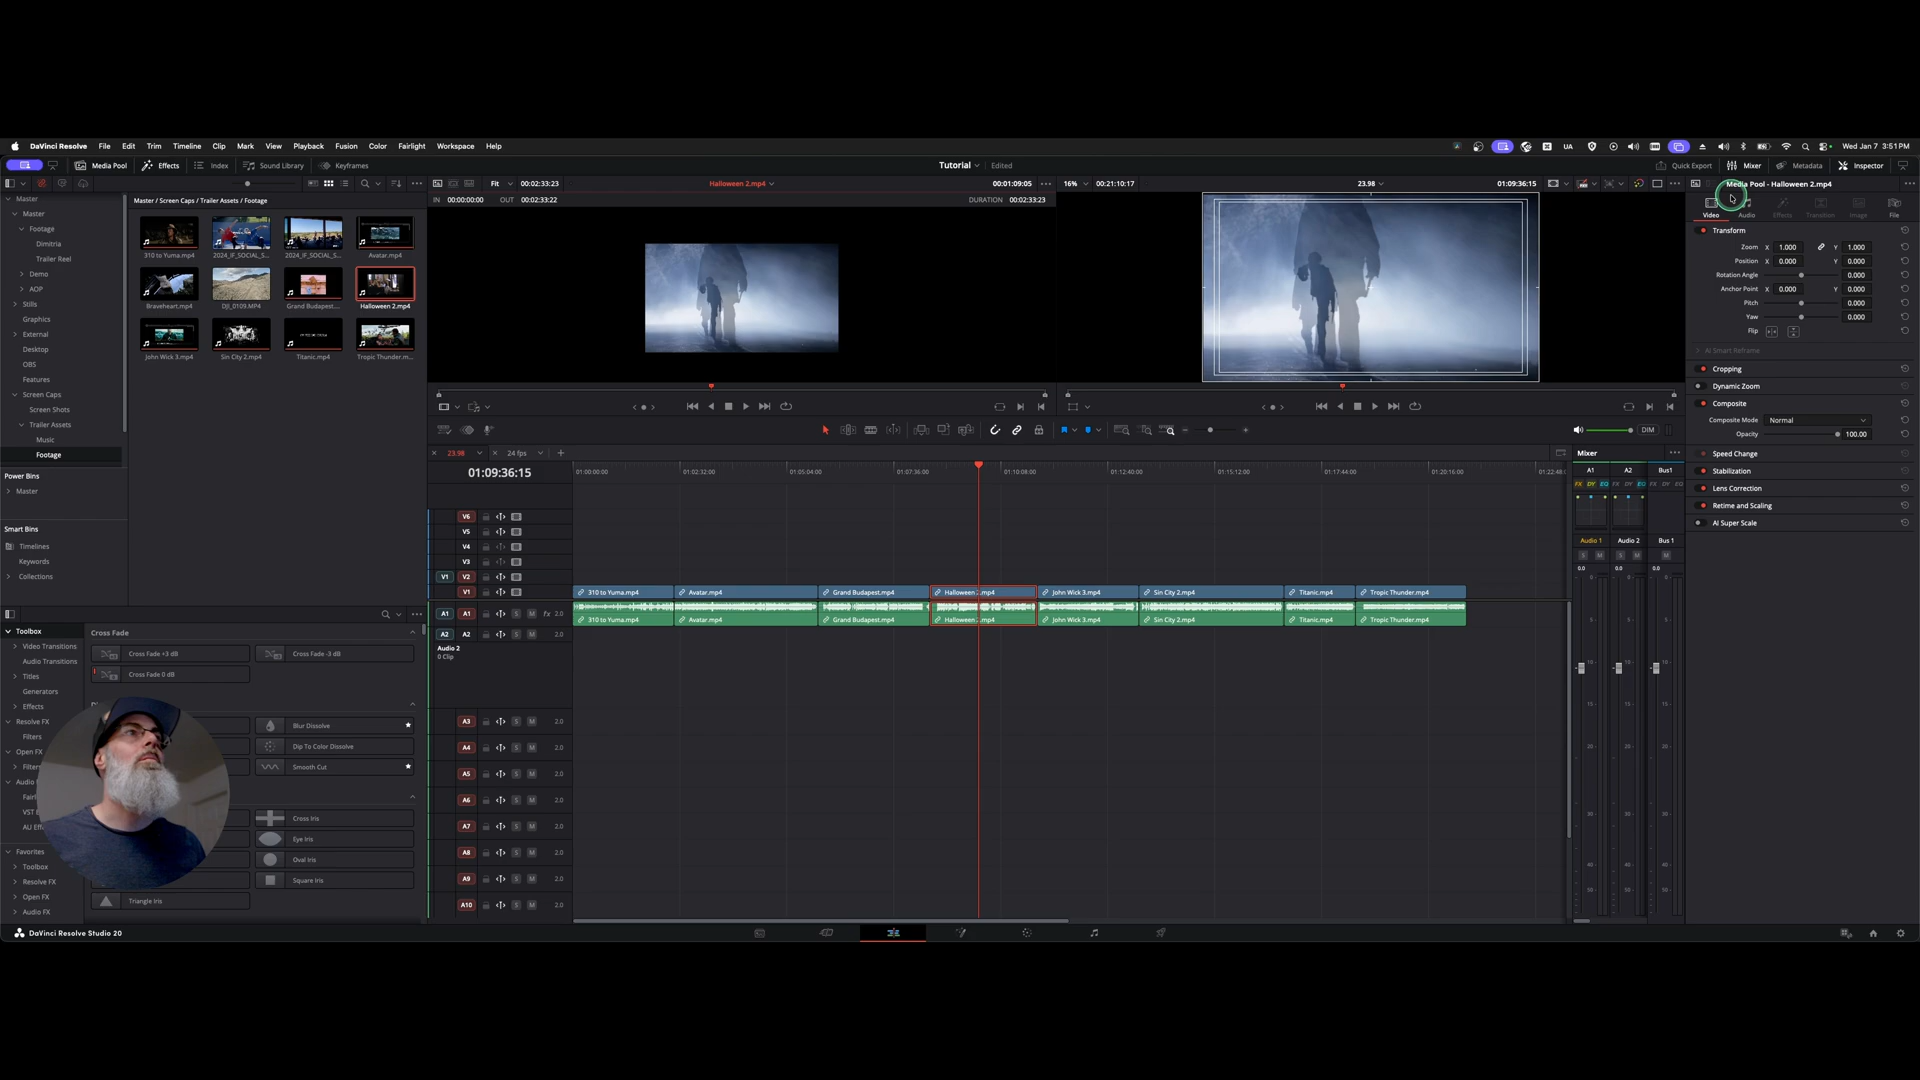 DaVinci Resolve File Edit Trim Timeline Clip Mark View Playback Fusion Color Fairlight Workspace Help UA Wed Jan 7 3:51 PM
Media Pool Effects Index Sound Library Keyframes Tutorial Edited Quick Export Mixer Metadata Inspector
Fit 00:02:33:23 Halloween 2.mp4 00:01:09:05 16% 00:21:10:17 23.98 01:09:36:15 Media Pool - Halloween 2.mp4
Master
Master
Footage
Dimitria
Trailer Reel
Demo
AOP
Stills
Graphics
External
Desktop
OBS
Features
Screen Caps
Screen Shots
Trailer Assets
Music
Footage
Power Bins
Master
Smart Bins
Timelines
Keywords
Collections
Master / Screen Caps / Trailer Assets / Footage
310 to Yuma.mp4 2024_IF_SOCIAL_S... 2024_IF_SOCIAL_S... Avatar.mp4
Braveheart.mp4 DJI_0109.MP4 Grand Budapest.... Halloween 2.mp4
John Wick 3.mp4 Sin City 2.mp4 Titanic.mp4 Tropic Thunder.m...
IN 00:00:00:00 OUT 00:02:33:22 DURATION 00:02:33:23
Video Audio Effects Transition Image File
Transform
Zoom X 1.000 Y 1.000
Position X 0.000 Y 0.000
Rotation Angle 0.000
Anchor Point X 0.000 Y 0.000
Pitch 0.000
Yaw 0.000
Flip
AI Smart Reframe
Cropping
Dynamic Zoom
Composite
Composite Mode Normal
Opacity 100.00
Speed Change
Stabilization
Lens Correction
Retime and Scaling
AI Super Scale
DIM
23.98 24 fps
01:09:36:15 01:00:00:00 01:02:32:00 01:05:04:00 01:07:36:00 01:10:08:00 01:12:40:00 01:15:12:00 01:17:44:00 01:20:16:00 01:22:48:
V6
V5
V4
V3
V1 V2
V1 310 to Yuma.mp4 Avatar.mp4 Grand Budapest.mp4 Halloween 2.mp4 John Wick 3.mp4 Sin City 2.mp4 Titanic.mp4 Tropic Thunder.mp4
A1 A1 S M fx 2.0
310 to Yuma.mp4 Avatar.mp4 Grand Budapest.mp4 Halloween 2.mp4 John Wick 3.mp4 Sin City 2.mp4 Titanic.mp4 Tropic Thunder.mp4
A2 A2 2.0
Audio 2
0 Clip
A3 S M 2.0
A4 S M 2.0
A5 S M 2.0
A6 S M 2.0
A7 S M 2.0
A8 S M 2.0
A9 S M 2.0
A10 S M 2.0
Mixer
A1 A2 Bus1
FX DY EQ FX DY EQ FX DY EQ
Audio 1 Audio 2 Bus 1
S M S M M
0.0 0.0 0.0
Toolbox
Video Transitions
Audio Transitions
Titles
Generators
Effects
Resolve FX
Filters
Open FX
Filters
Favorites
Toolbox
Resolve FX
Open FX
Audio FX
Cross Fade
Cross Fade +3 dB Cross Fade -3 dB
Cross Fade 0 dB
Blur Dissolve
Dip To Color Dissolve
Smooth Cut
Cross Iris
Eye Iris
Oval Iris
Square Iris
Triangle Iris
DaVinci Resolve Studio 20